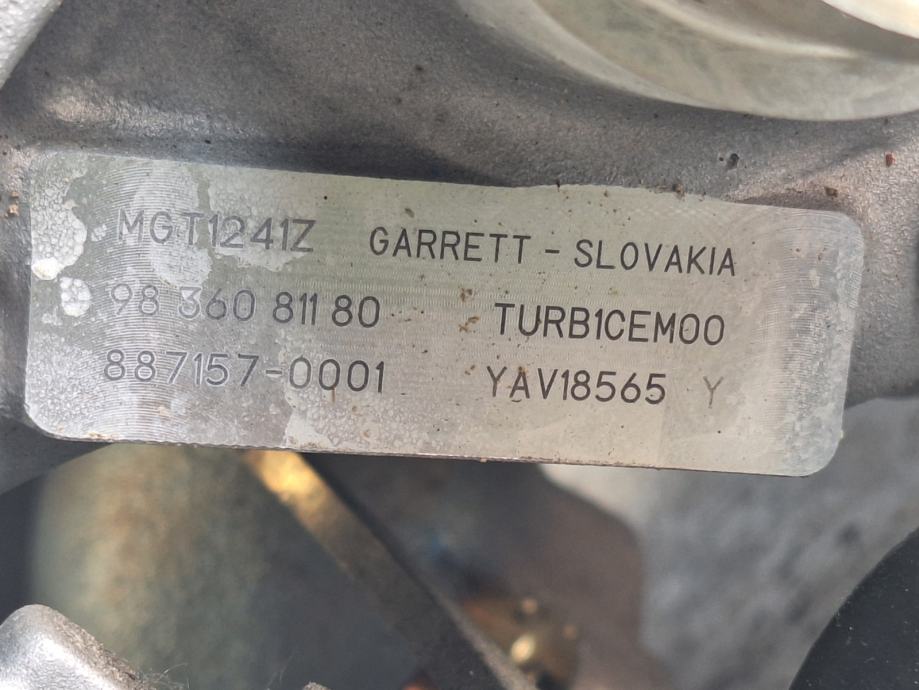 MGT1241Z GARRETT - SLOVAKIA
98 360 811 80 TURB1CEM00
887157-0001 YAV18565 Y